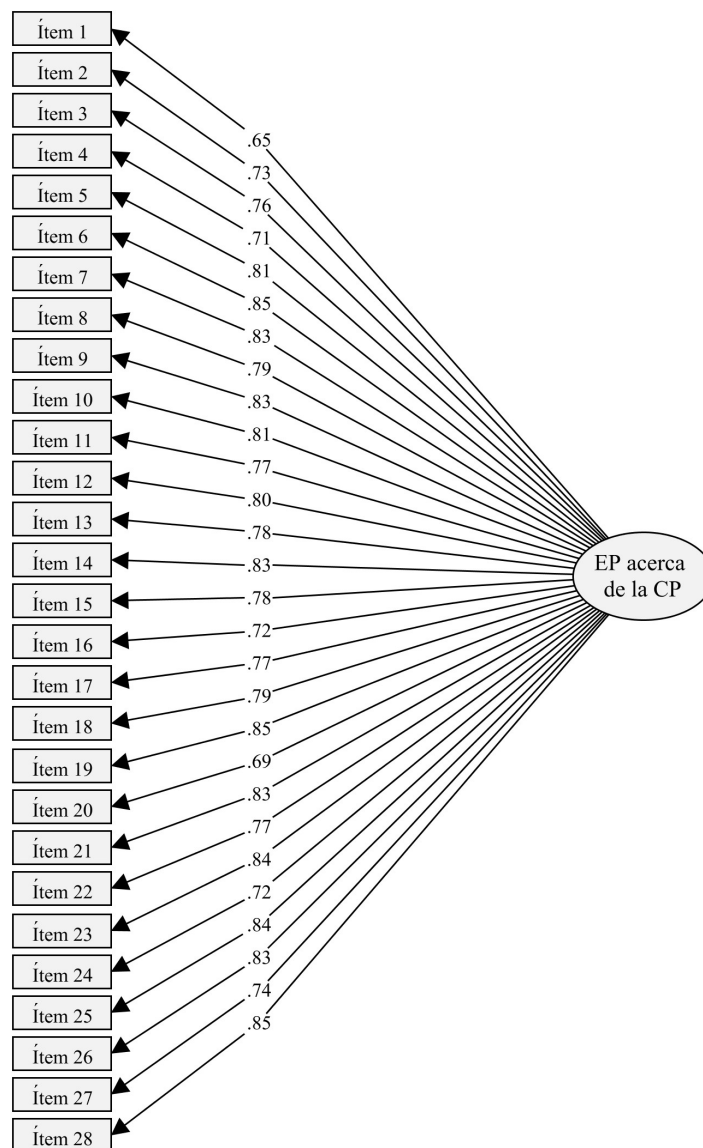 Ítem 1
Ítem 2
Ítem 3
Ítem 4
Ítem 5
Ítem 6
Ítem 7
Ítem 8
Ítem 9
Ítem 10
Ítem 11
Ítem 12
Ítem 13
Ítem 14
Ítem 15
Ítem 16
Ítem 17
Ítem 18
Ítem 19
Ítem 20
Ítem 21
Ítem 22
Ítem 23
Ítem 24
Ítem 25
Ítem 26
Ítem 27
Ítem 28
.65
.73
.76
.71
.81
.85
.83
.79
.83
.81
.77
.80
.78
.83
.78
.72
.77
.79
.85
.69
.83
.77
.84
.72
.84
.83
.74
.85
EP acerca
de la CP